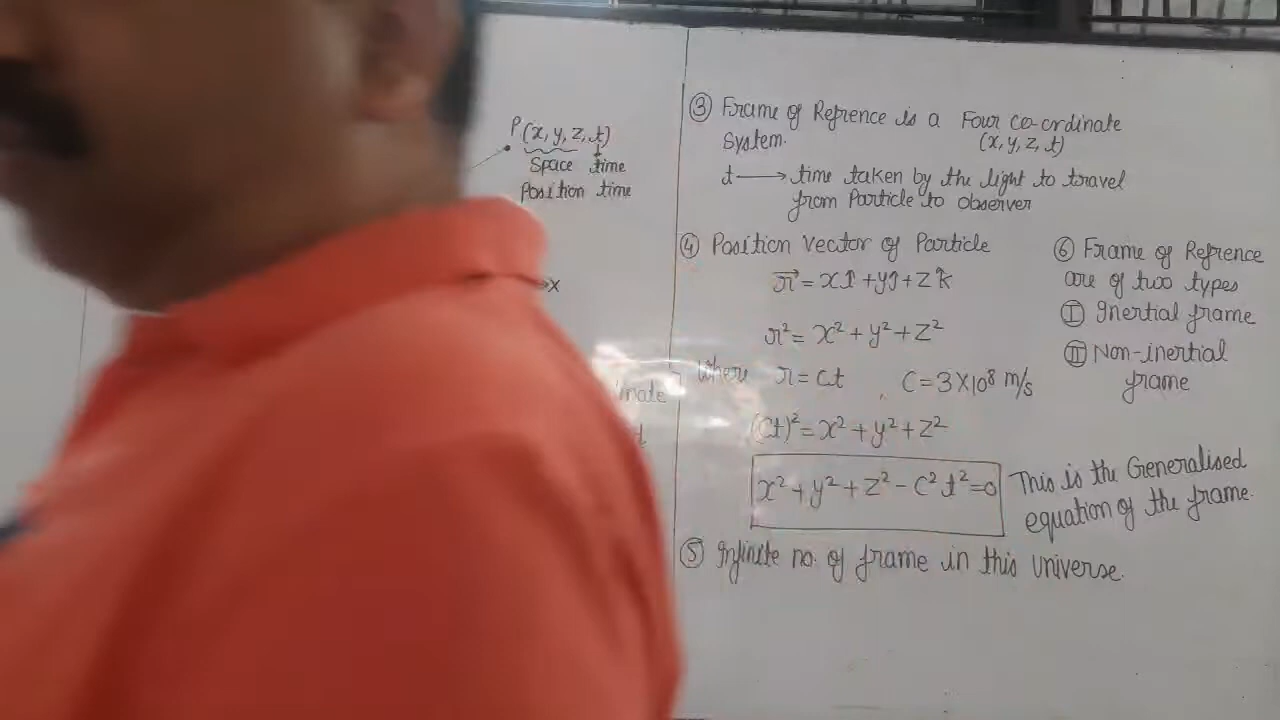 P(x, y, z, t)
Space time
Position time
x
③ Frame of Refrence is a Four co-ordinate
System. (x, y, z, t)
t → time taken by the light to travel
from Particle to observer
④ Position vector of Particle
r⃗ = xî + yĵ + zk̂
r² = x² + y² + z²
where r = ct C = 3×10⁸ m/s
(ct)² = x² + y² + z²
x² + y² + z² - c² t² = 0 This is the Generalised
equation of the frame.
⑤ Infinite no. of frame in this universe.
⑥ Frame of Refrence
are of two types
Ⓘ Inertial frame
Ⅱ Non-inertial
frame